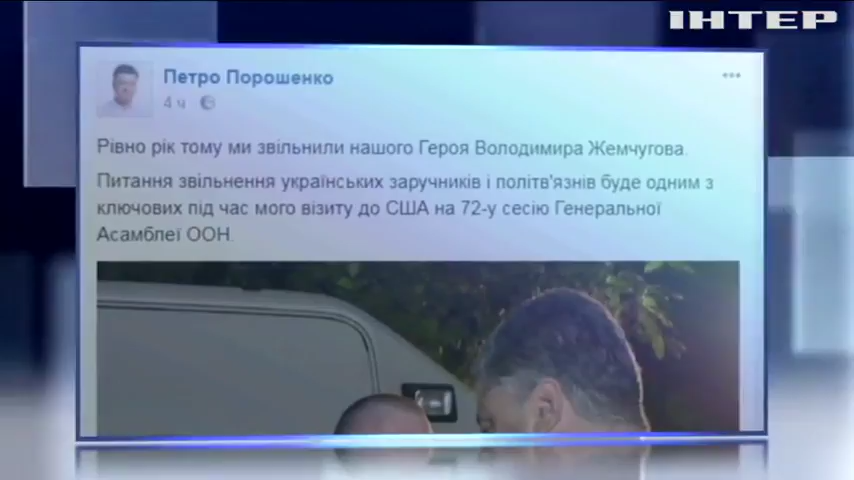 ІНТЕР
Петро Порошенко
4 ч
Рівно рік тому ми звільнили нашого Героя Володимира Жемчугова.
Питання звільнення українських заручників і політв'язнів буде одним з
ключових під час мого візиту до США на 72-у сесію Генеральної
Асамблеї ООН.